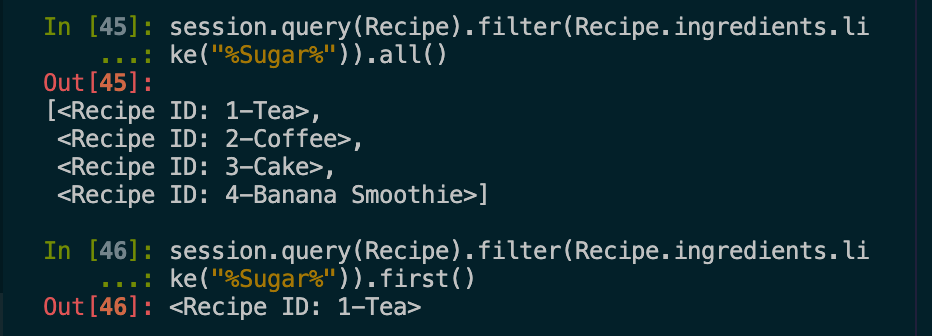 In [45]: session.query(Recipe).filter(Recipe.ingredients.li
...: ke("%Sugar%")).all()
Out[45]:
[<Recipe ID: 1-Tea>,
<Recipe ID: 2-Coffee>,
<Recipe ID: 3-Cake>,
<Recipe ID: 4-Banana Smoothie>]
In [46]: session.query(Recipe).filter(Recipe.ingredients.li
...: ke("%Sugar%")).first()
Out[46]: <Recipe ID: 1-Tea>